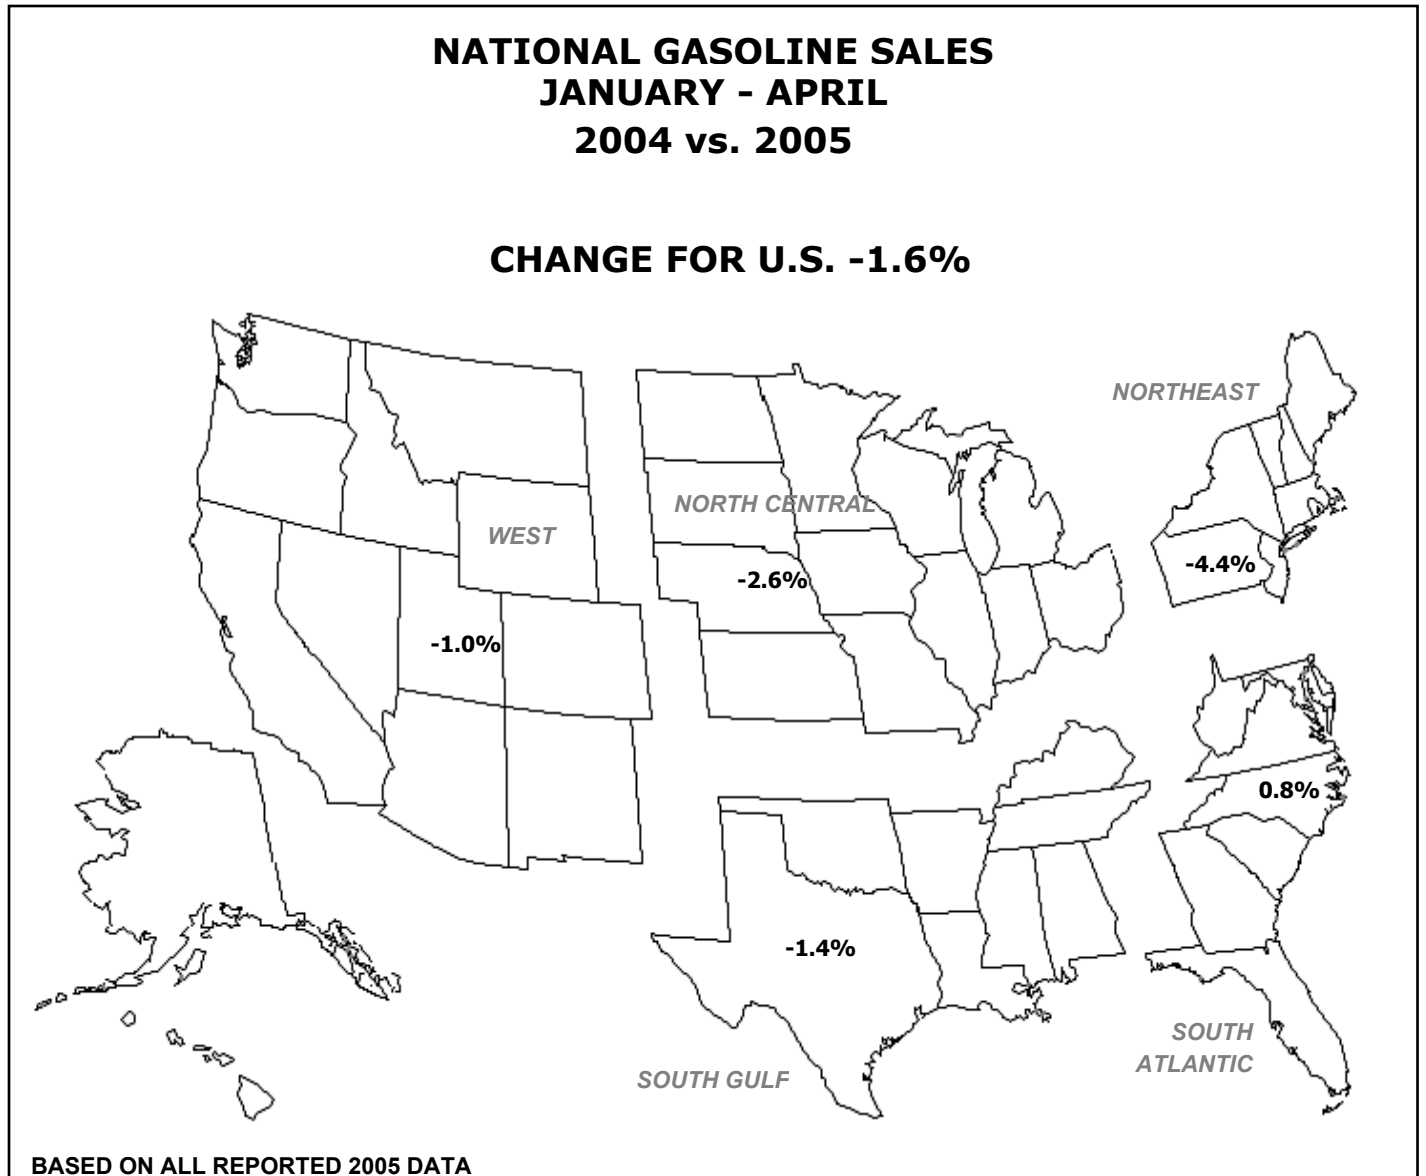 NATIONAL GASOLINE SALES
JANUARY - APRIL
2004 vs. 2005
CHANGE FOR U.S. -1.6%
NORTHEAST
NORTH CENTRAL
WEST
-4.4%
-2.6%
-1.0%
0.8%
-1.4%
SOUTH
ATLANTIC
SOUTH GULF
BASED ON ALL REPORTED 2005 DATA